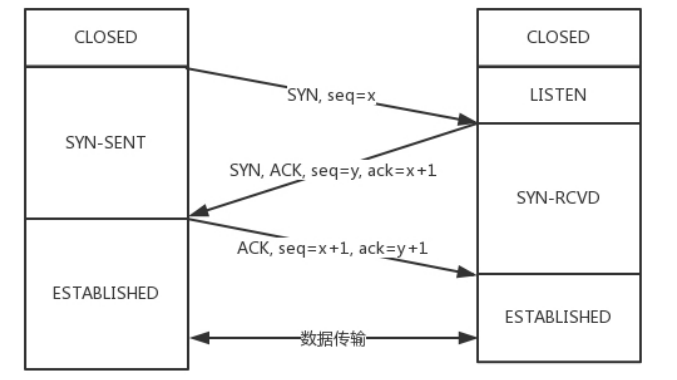 CLOSED
CLOSED
SYN, seq=x
LISTEN
SYN-SENT
SYN, ACK, seq=y, ack=x+1
SYN-RCVD
ACK, seq=x+1, ack=y+1
ESTABLISHED
ESTABLISHED
数据传输